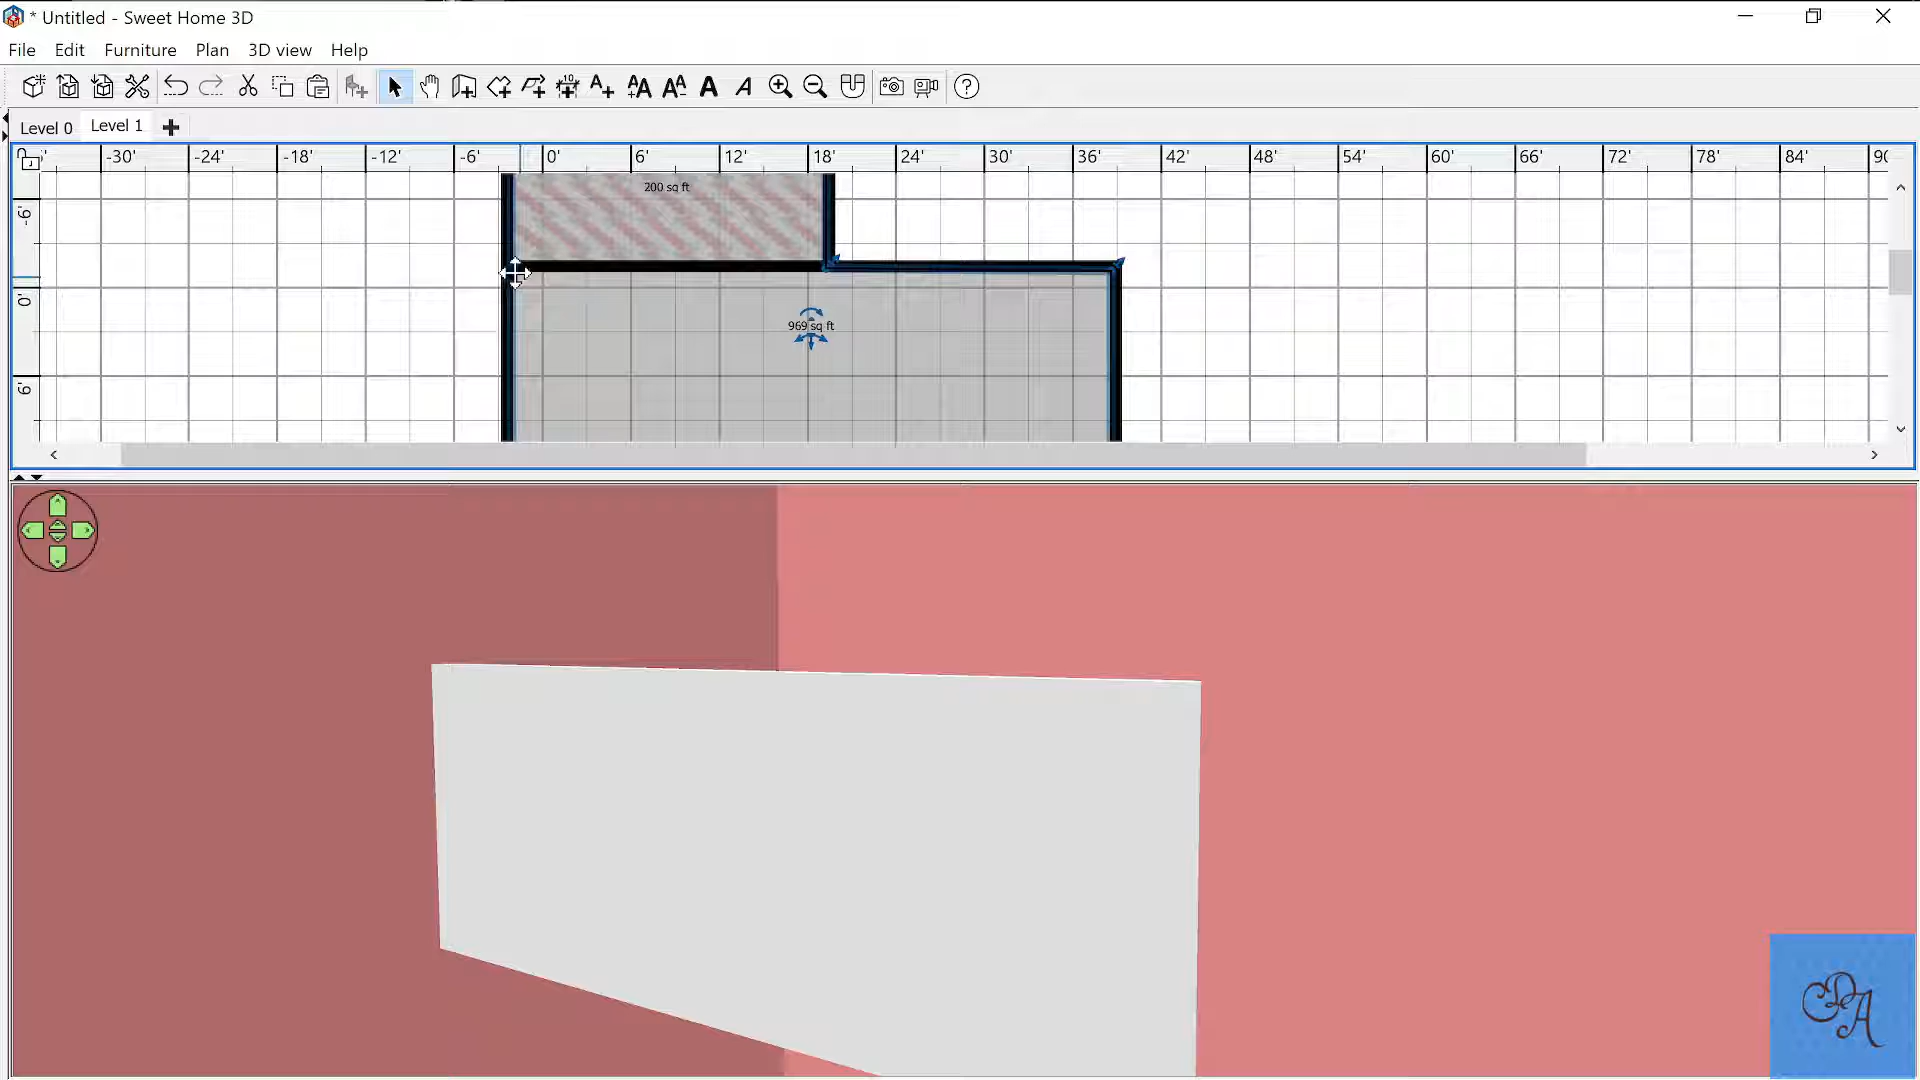 * Untitled - Sweet Home 3D
File Edit Furniture Plan 3D view Help
Level 0 Level 1
-30' -24' -18' -12' -6' 0' 6' 12' 18' 24' 30' 36' 42' 48' 54' 60' 66' 72' 78' 84'
-6'
0'
6'
200 sq ft
969 sq ft